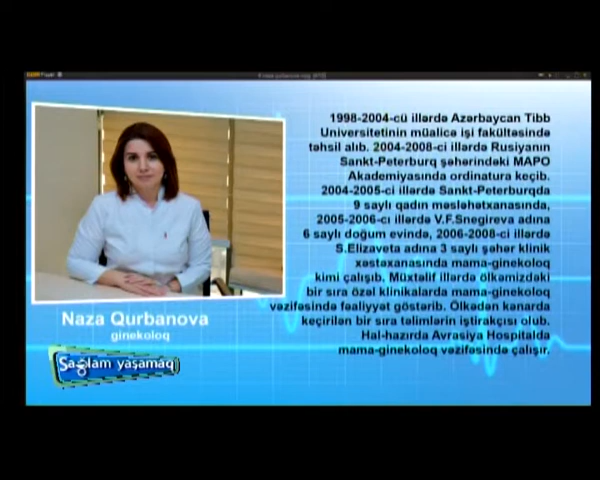 1998-2004-cü illərdə Azərbaycan Tibb
Universitetinin müalicə işi fakültəsində
təhsil alıb. 2004-2008-ci illərdə Rusiyanın
Sankt-Peterburq şəhərindəki MAPO
Akademiyasında ordinatura keçib.
2004-2005-ci illərdə Sankt-Peterburqda
9 saylı qadın məsləhətxanasında,
2005-2006-cı illərdə V.F.Snegireva adına
6 saylı doğum evində, 2006-2008-ci illərdə
S.Elizaveta adına 3 saylı şəhər klinik
xəstəxanasında mama-ginekoloq
kimi çalışıb. Müxtəlif illərdə ölkəmizdəki
bir sıra özəl klinikalarda mama-ginekoloq
vəzifəsində fəaliyyət göstərib. Ölkədən kənarda
keçirilən bir sıra təlimlərin iştirakçısı olub.
Hal-hazırda Avrasiya Hospitalda
mama-ginekoloq vəzifəsində çalışır.
Naza Qurbanova
ginekoloq
Sağlam yaşamaq